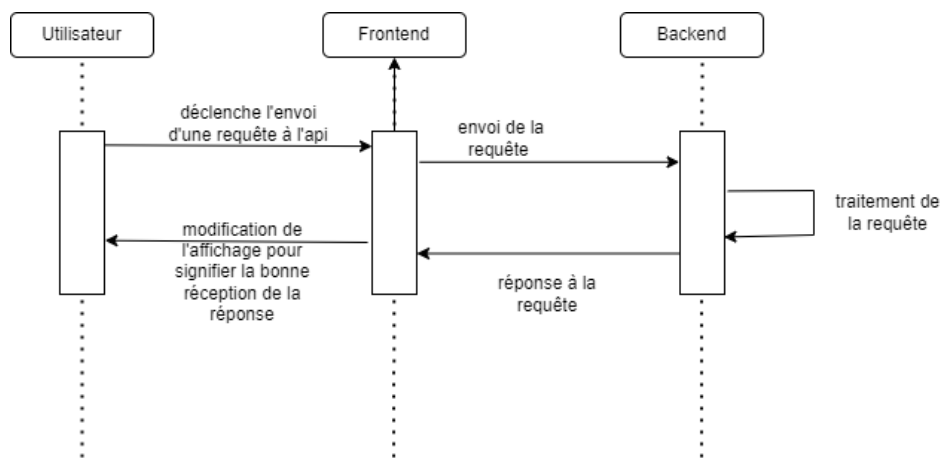 Utilisateur
Frontend
Backend
déclenche l'envoi
d'une requête à l'api
envoi de la
requête
traitement de
la requête
modification de
l'affichage pour
signifier la bonne
réception de la
réponse
réponse à la
requête